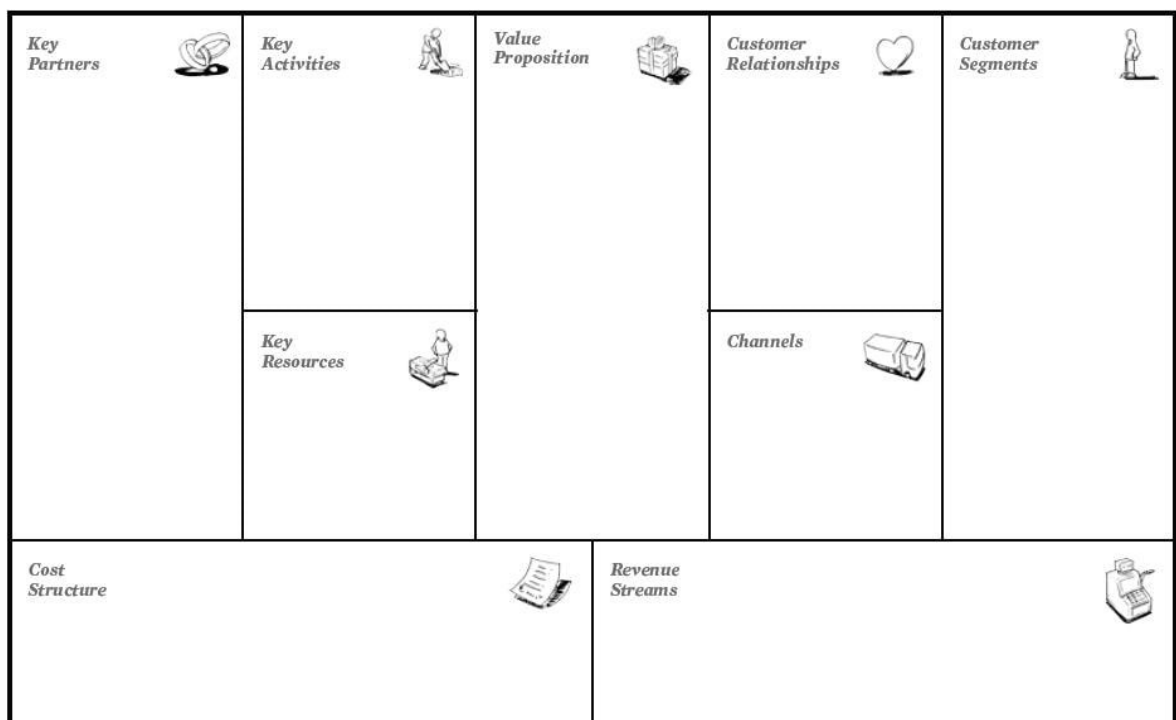 Key
Partners
Key
Activities
Value
Proposition
Customer
Relationships
Customer
Segments
Key
Resources
Channels
Cost
Structure
Revenue
Streams